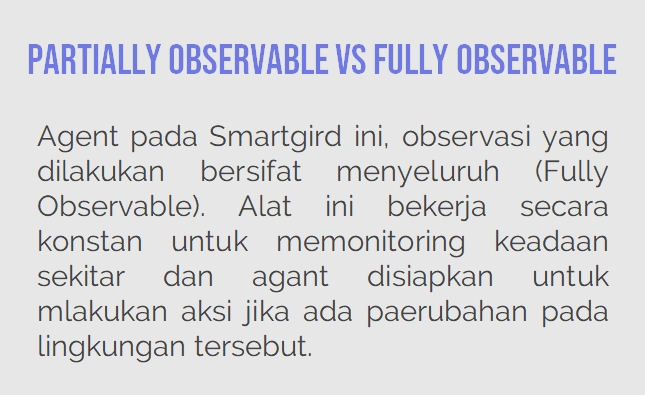 PARTIALLY OBSERVABLE VS FULLY OBSERVABLE
Agent pada Smartgird ini, observasi yang
dilakukan bersifat menyeluruh (Fully
Observable). Alat ini bekerja secara
konstan untuk memonitoring keadaan
sekitar dan agant disiapkan untuk
mlakukan aksi jika ada paerubahan pada
lingkungan tersebut.